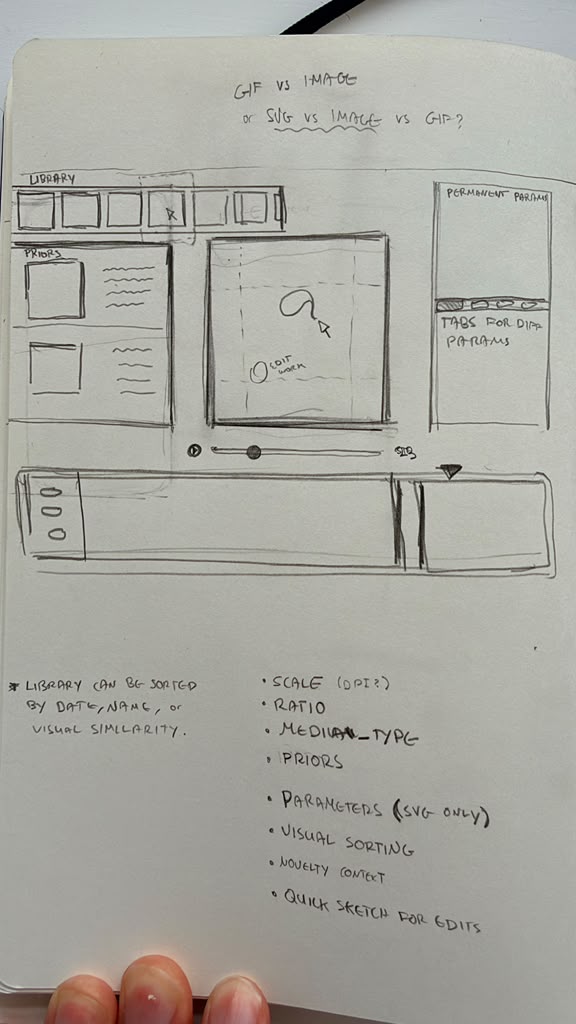 GIF vs IMAGE
or SVG vs IMAGE vs GIF?
LIBRARY
PRIORS
PERMANENT PARAMS
TABS FOR DIFF
PARAMS
EDIT
WORK
* LIBRARY CAN BE SORTED
BY DATE, NAME, or
VISUAL SIMILARITY.
• SCALE (DPI?)
• RATIO
• MEDIUM_TYPE
• PRIORS
• PARAMETERS (SVG ONLY)
• VISUAL SORTING
• NOVELTY CONTEXT
• QUICK SKETCH FOR EDITS